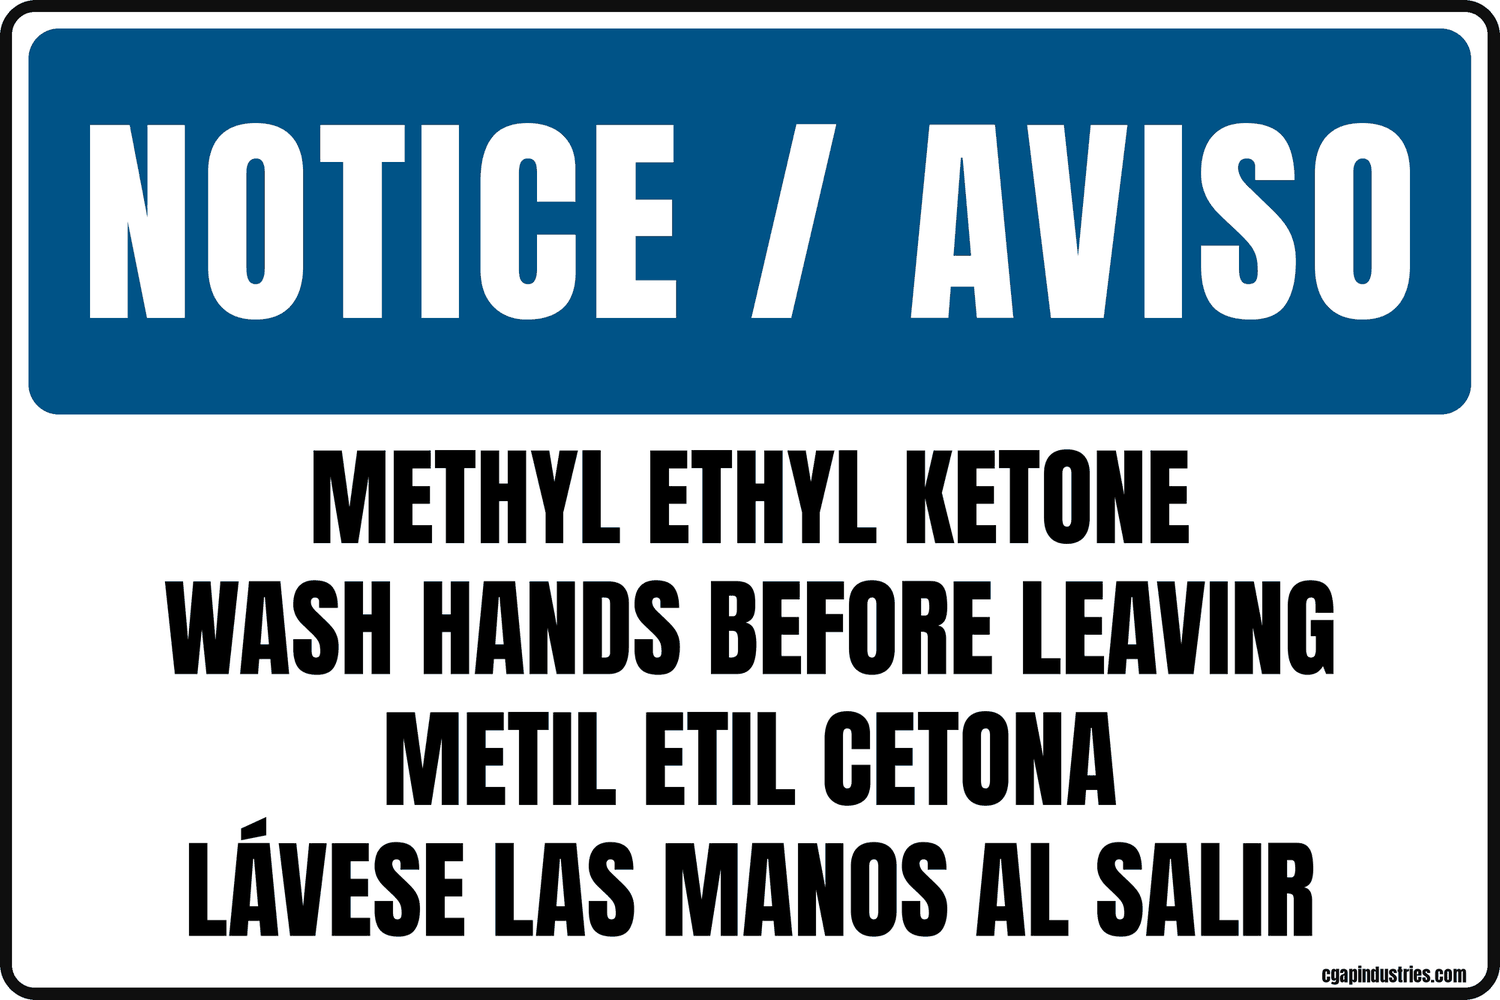 NOTICE / AVISO
METHYL ETHYL KETONE
WASH HANDS BEFORE LEAVING
METIL ETIL CETONA
LÁVESE LAS MANOS AL SALIR
cgapindustries.com